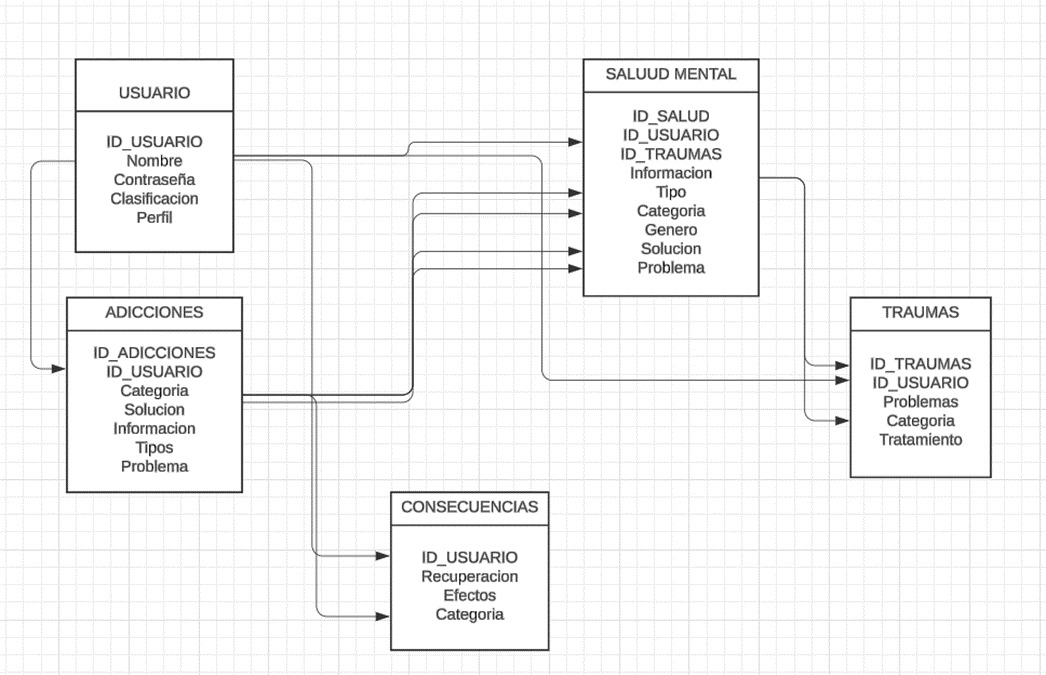 USUARIO
ID_USUARIO
Nombre
Contraseña
Clasificacion
Perfil
SALUUD MENTAL
ID_SALUD
ID_USUARIO
ID_TRAUMAS
Informacion
Tipo
Categoria
Genero
Solucion
Problema
ADICCIONES
ID_ADICCIONES
ID_USUARIO
Categoria
Solucion
Informacion
Tipos
Problema
TRAUMAS
ID_TRAUMAS
ID_USUARIO
Problemas
Categoria
Tratamiento
CONSECUENCIAS
ID_USUARIO
Recuperacion
Efectos
Categoria